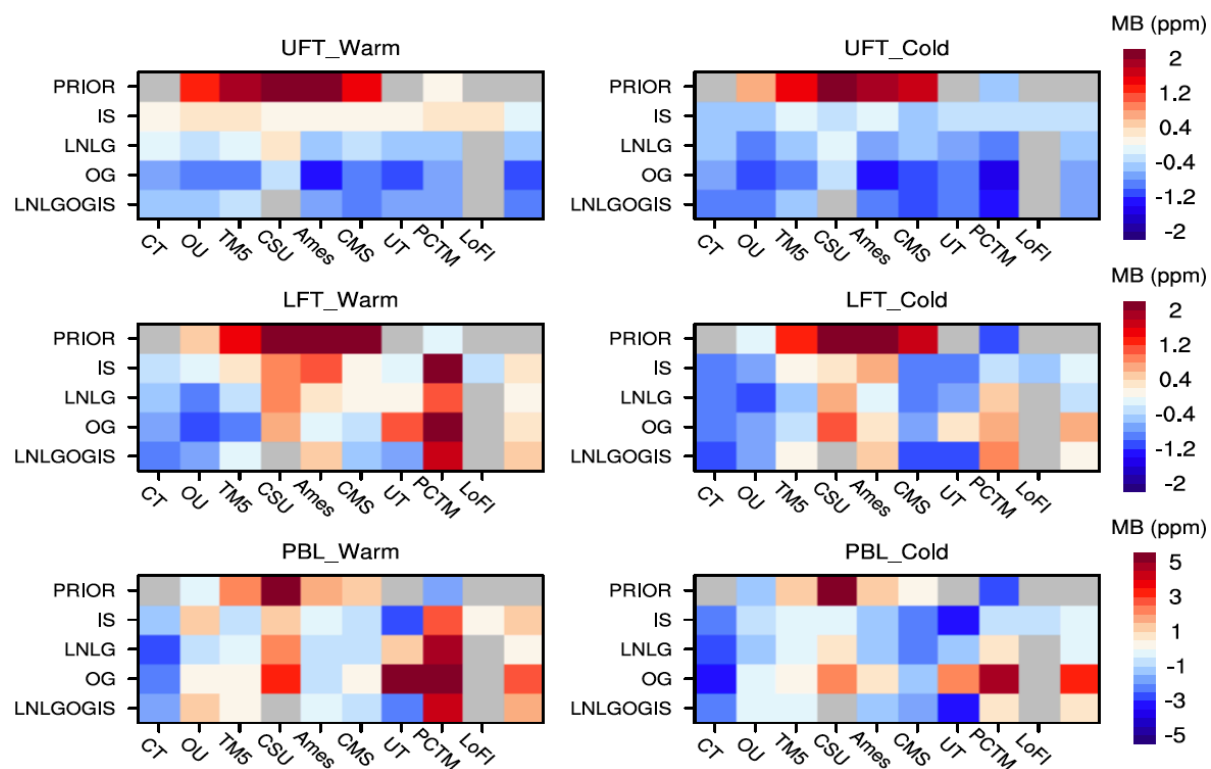 UFT_Warm
UFT_Cold
MB (ppm)
PRIOR
IS
LNLG
OG
LNLGOGIS
CT
OU
TM5
CSU
Ames
CMS
UT
PCTM
LoFI
PRIOR
IS
LNLG
OG
LNLGOGIS
CT
OU
TM5
CSU
Ames
CMS
UT
PCTM
LoFI
2
1.2
0.4
-0.4
-1.2
-2
LFT_Warm
LFT_Cold
MB (ppm)
PRIOR
IS
LNLG
OG
LNLGOGIS
CT
OU
TM5
CSU
Ames
CMS
UT
PCTM
LoFI
PRIOR
IS
LNLG
OG
LNLGOGIS
CT
OU
TM5
CSU
Ames
CMS
UT
PCTM
LoFI
2
1.2
0.4
-0.4
-1.2
-2
PBL_Warm
PBL_Cold
MB (ppm)
PRIOR
IS
LNLG
OG
LNLGOGIS
CT
OU
TM5
CSU
Ames
CMS
UT
PCTM
LoFI
PRIOR
IS
LNLG
OG
LNLGOGIS
CT
OU
TM5
CSU
Ames
CMS
UT
PCTM
LoFI
5
3
1
-1
-3
-5